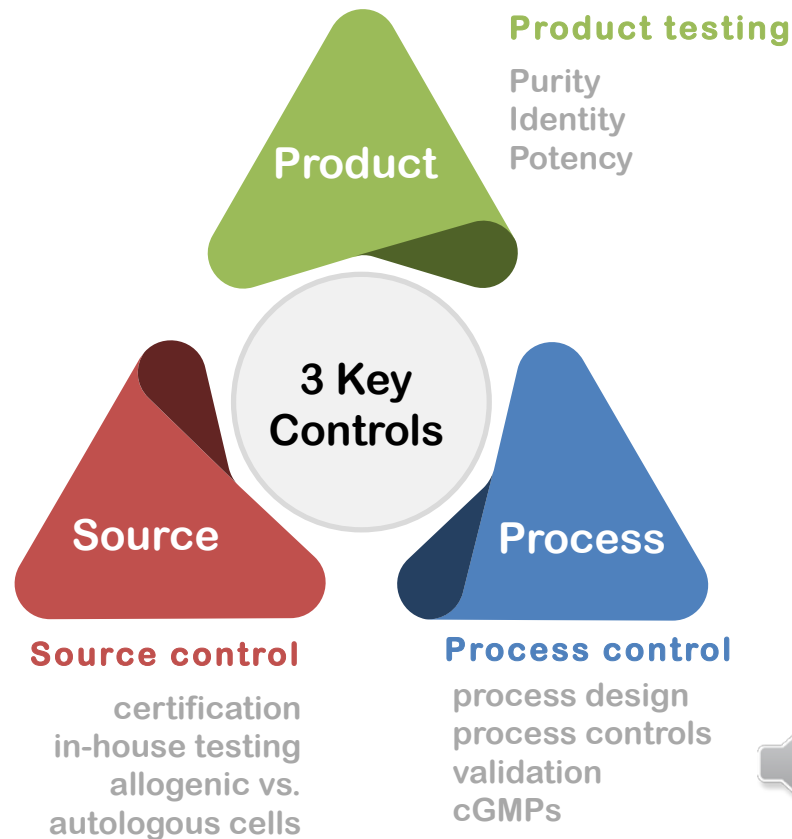 Product testing
Purity
Identity
Potency
Product
3 Key
Controls
Source
Process
Source control
certification
in-house testing
allogenic vs.
autologous cells
Process control
process design
process controls
validation
cGMPs